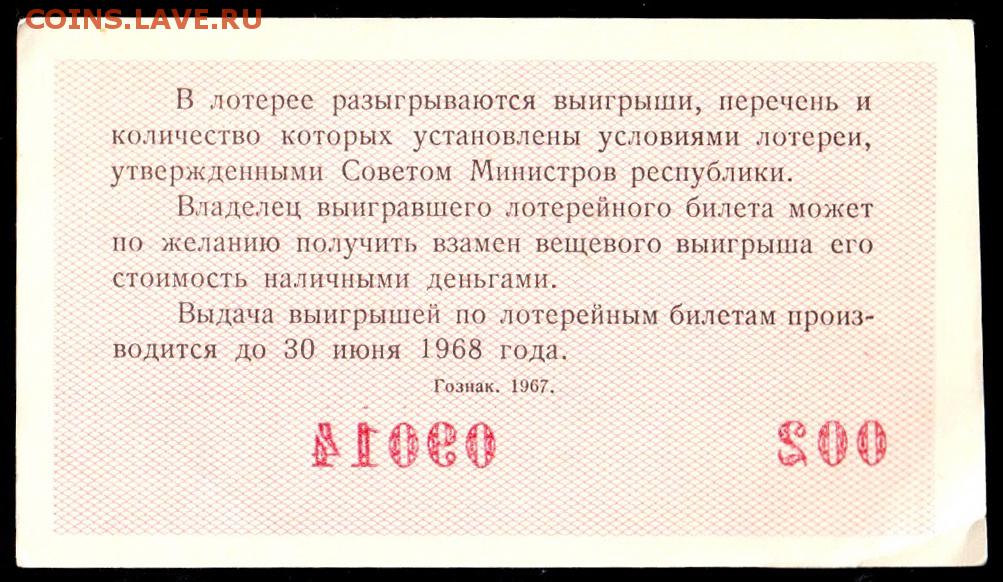 COINS.LAVE.RU
В лотерее разыгрываются выигрыши, перечень и
количество которых установлены условиями лотереи,
утвержденными Советом Министров республики.
Владелец выигравшего лотерейного билета может
по желанию получить взамен вещевого выигрыша его
стоимость наличными деньгами.
Выдача выигрышей по лотерейным билетам произ-
водится до 30 июня 1968 года.
Гознак. 1967.
09014 002